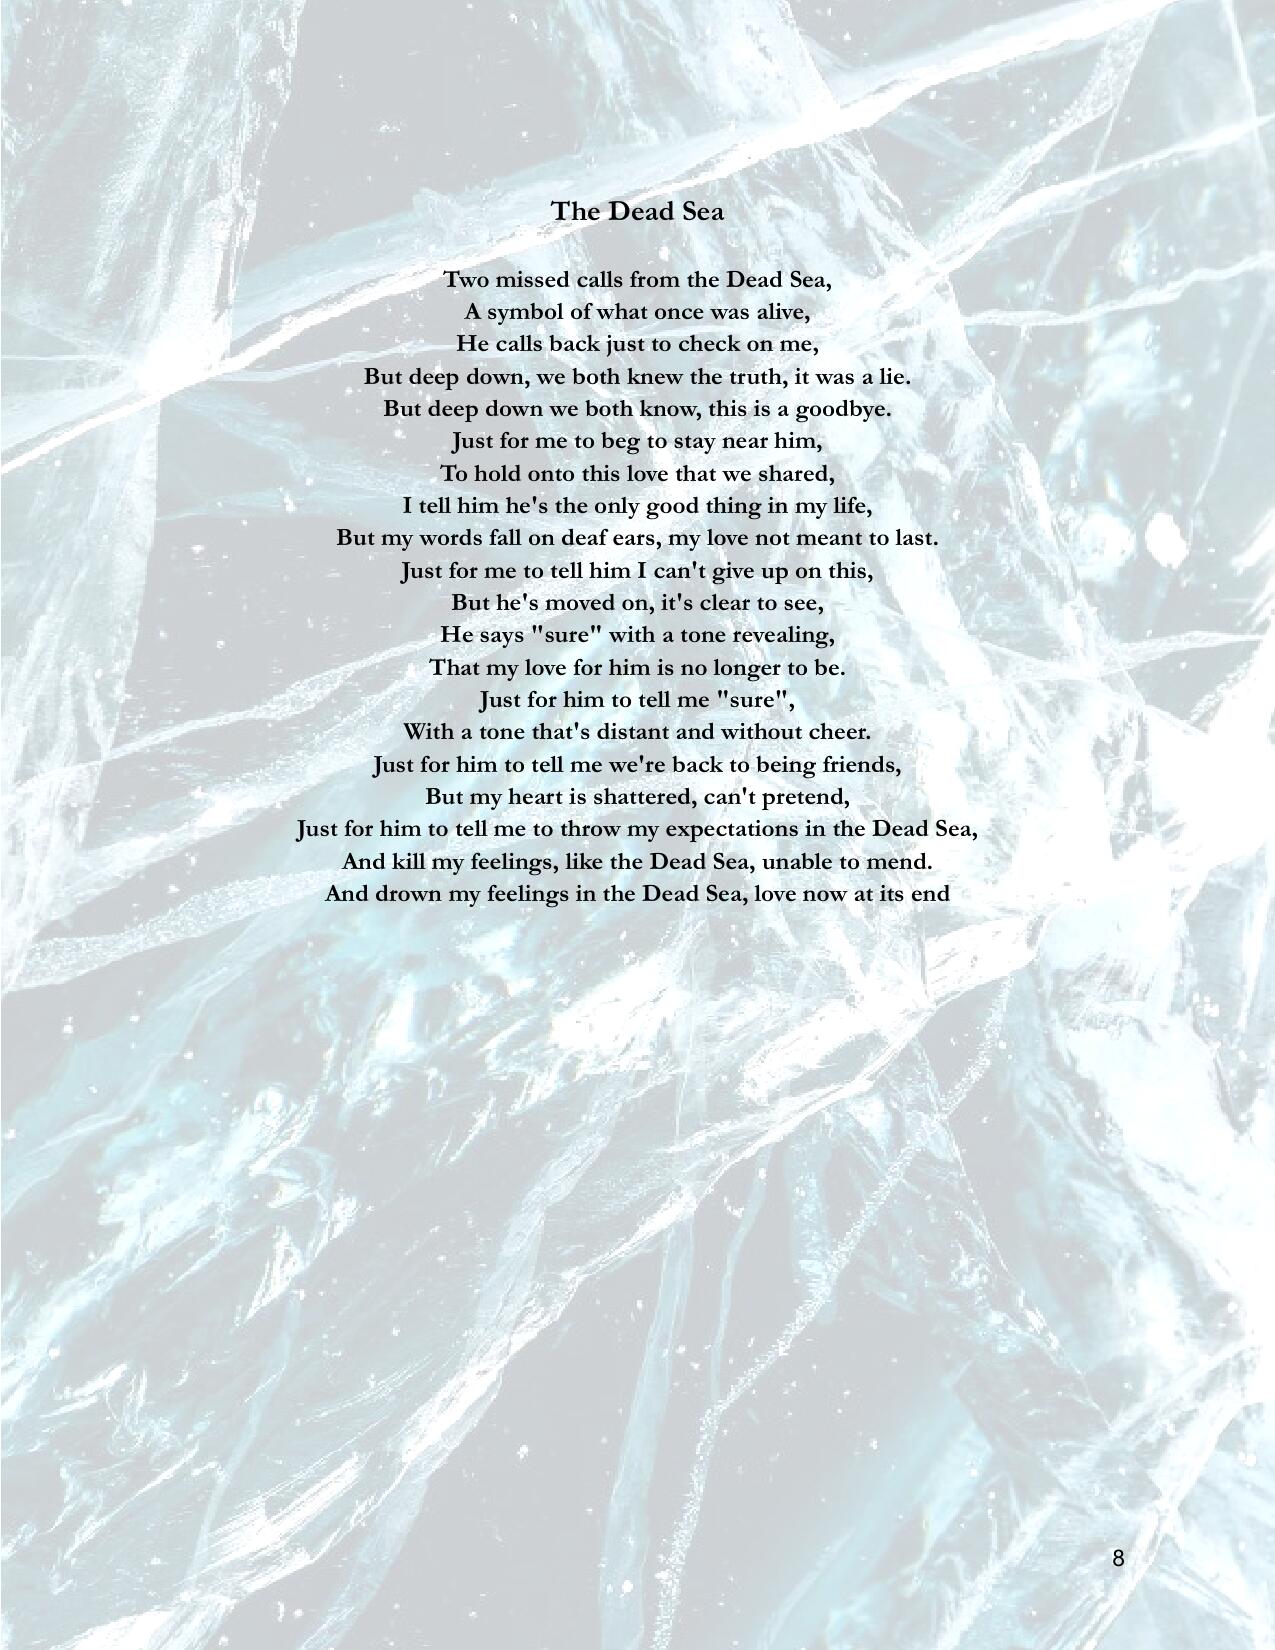 The Dead Sea
Two missed calls from the Dead Sea,
A symbol of what once was alive,
He calls back just to check on me,
But deep down, we both knew the truth, it was a lie.
But deep down we both know, this is a goodbye.
Just for me to beg to stay near him,
To hold onto this love that we shared,
I tell him he's the only good thing in my life,
But my words fall on deaf ears, my love not meant to last.
Just for me to tell him I can't give up on this,
But he's moved on, it's clear to see,
He says "sure" with a tone revealing,
That my love for him is no longer to be.
Just for him to tell me "sure",
With a tone that's distant and without cheer.
Just for him to tell me we're back to being friends,
But my heart is shattered, can't pretend,
Just for him to tell me to throw my expectations in the Dead Sea,
And kill my feelings, like the Dead Sea, unable to mend.
And drown my feelings in the Dead Sea, love now at its end
8